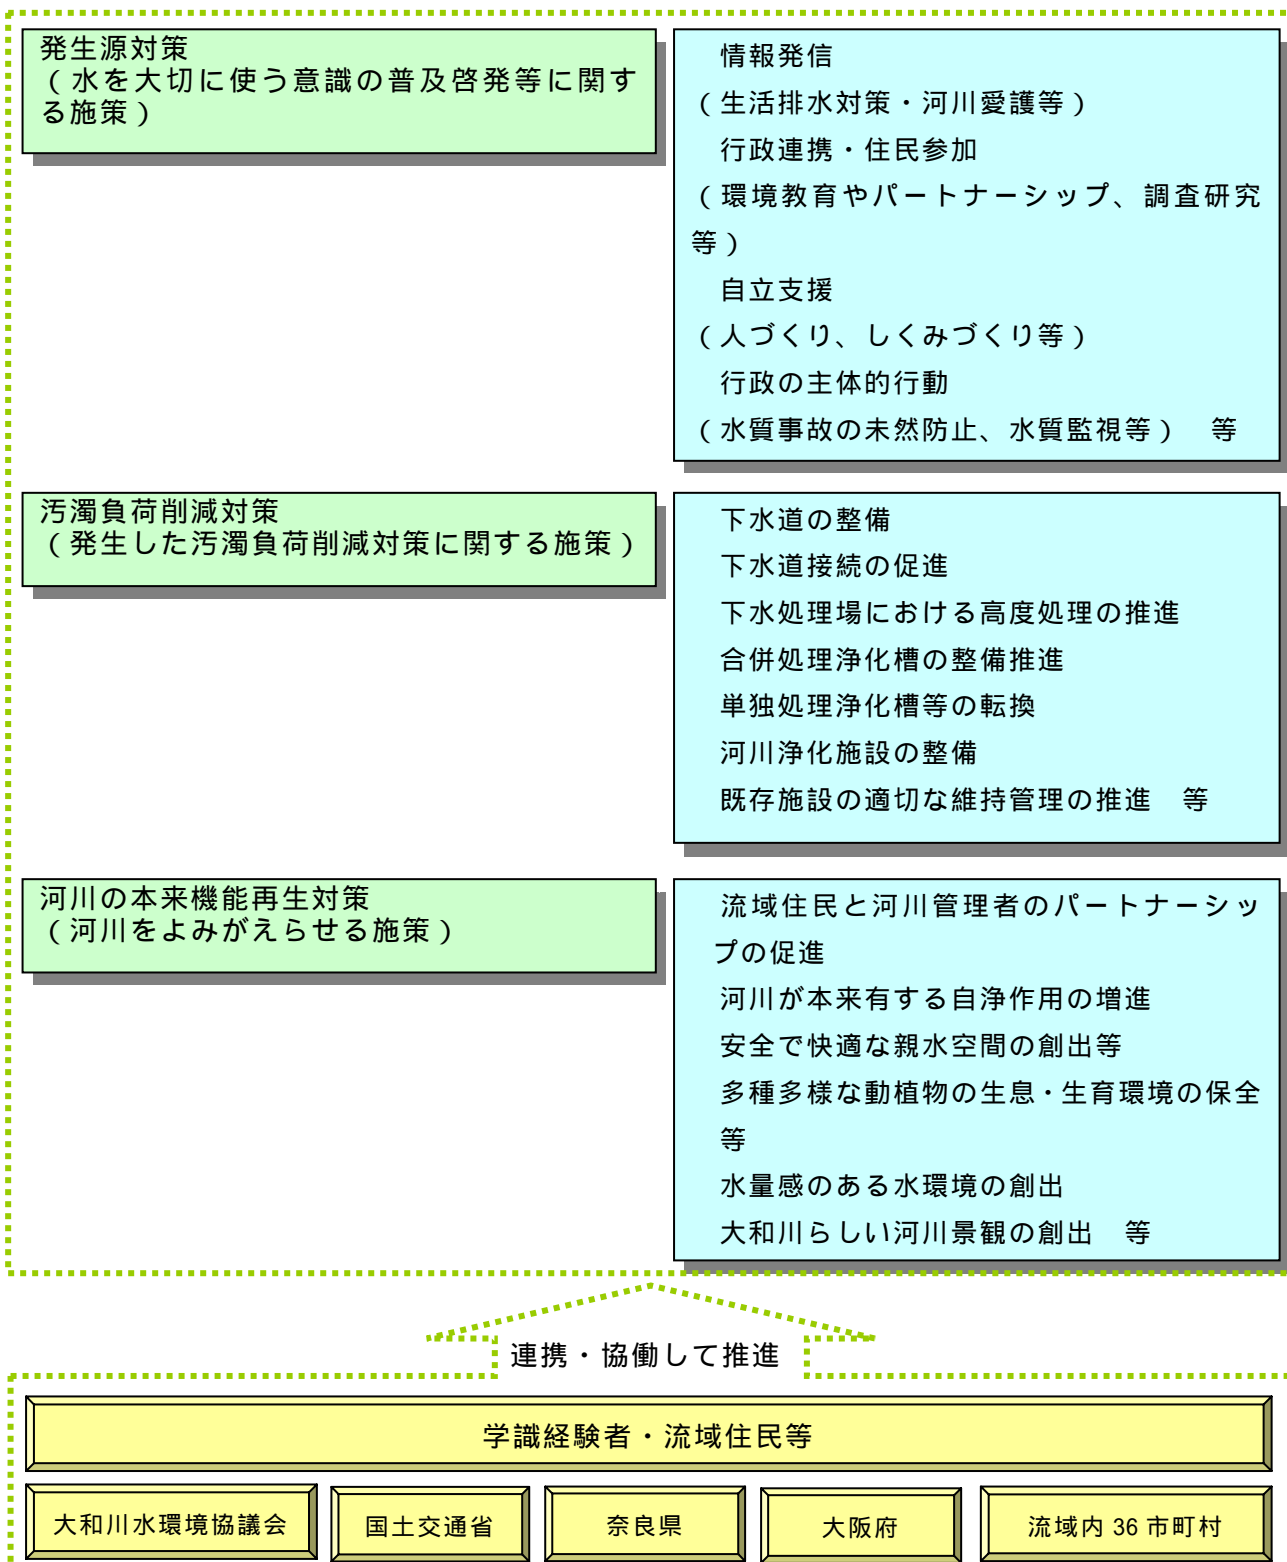 発生源対策
（水を大切に使う意識の普及啓発等に関す
る施策）
情報発信
（生活排水対策・河川愛護等）
行政連携・住民参加
（環境教育やパートナーシップ、調査研究
等）
自立支援
（人づくり、しくみづくり等）
行政の主体的行動
（水質事故の未然防止、水質監視等）　等
汚濁負荷削減対策
（発生した汚濁負荷削減対策に関する施策）
下水道の整備
下水道接続の促進
下水処理場における高度処理の推進
合併処理浄化槽の整備推進
単独処理浄化槽等の転換
河川浄化施設の整備
既存施設の適切な維持管理の推進　等
河川の本来機能再生対策
（河川をよみがえらせる施策）
流域住民と河川管理者のパートナーシッ
プの促進
河川が本来有する自浄作用の増進
安全で快適な親水空間の創出等
多種多様な動植物の生息・生育環境の保全
等
水量感のある水環境の創出
大和川らしい河川景観の創出　等
連携・協働して推進
学識経験者・流域住民等
大和川水環境協議会
国土交通省
奈良県
大阪府
流域内 36 市町村